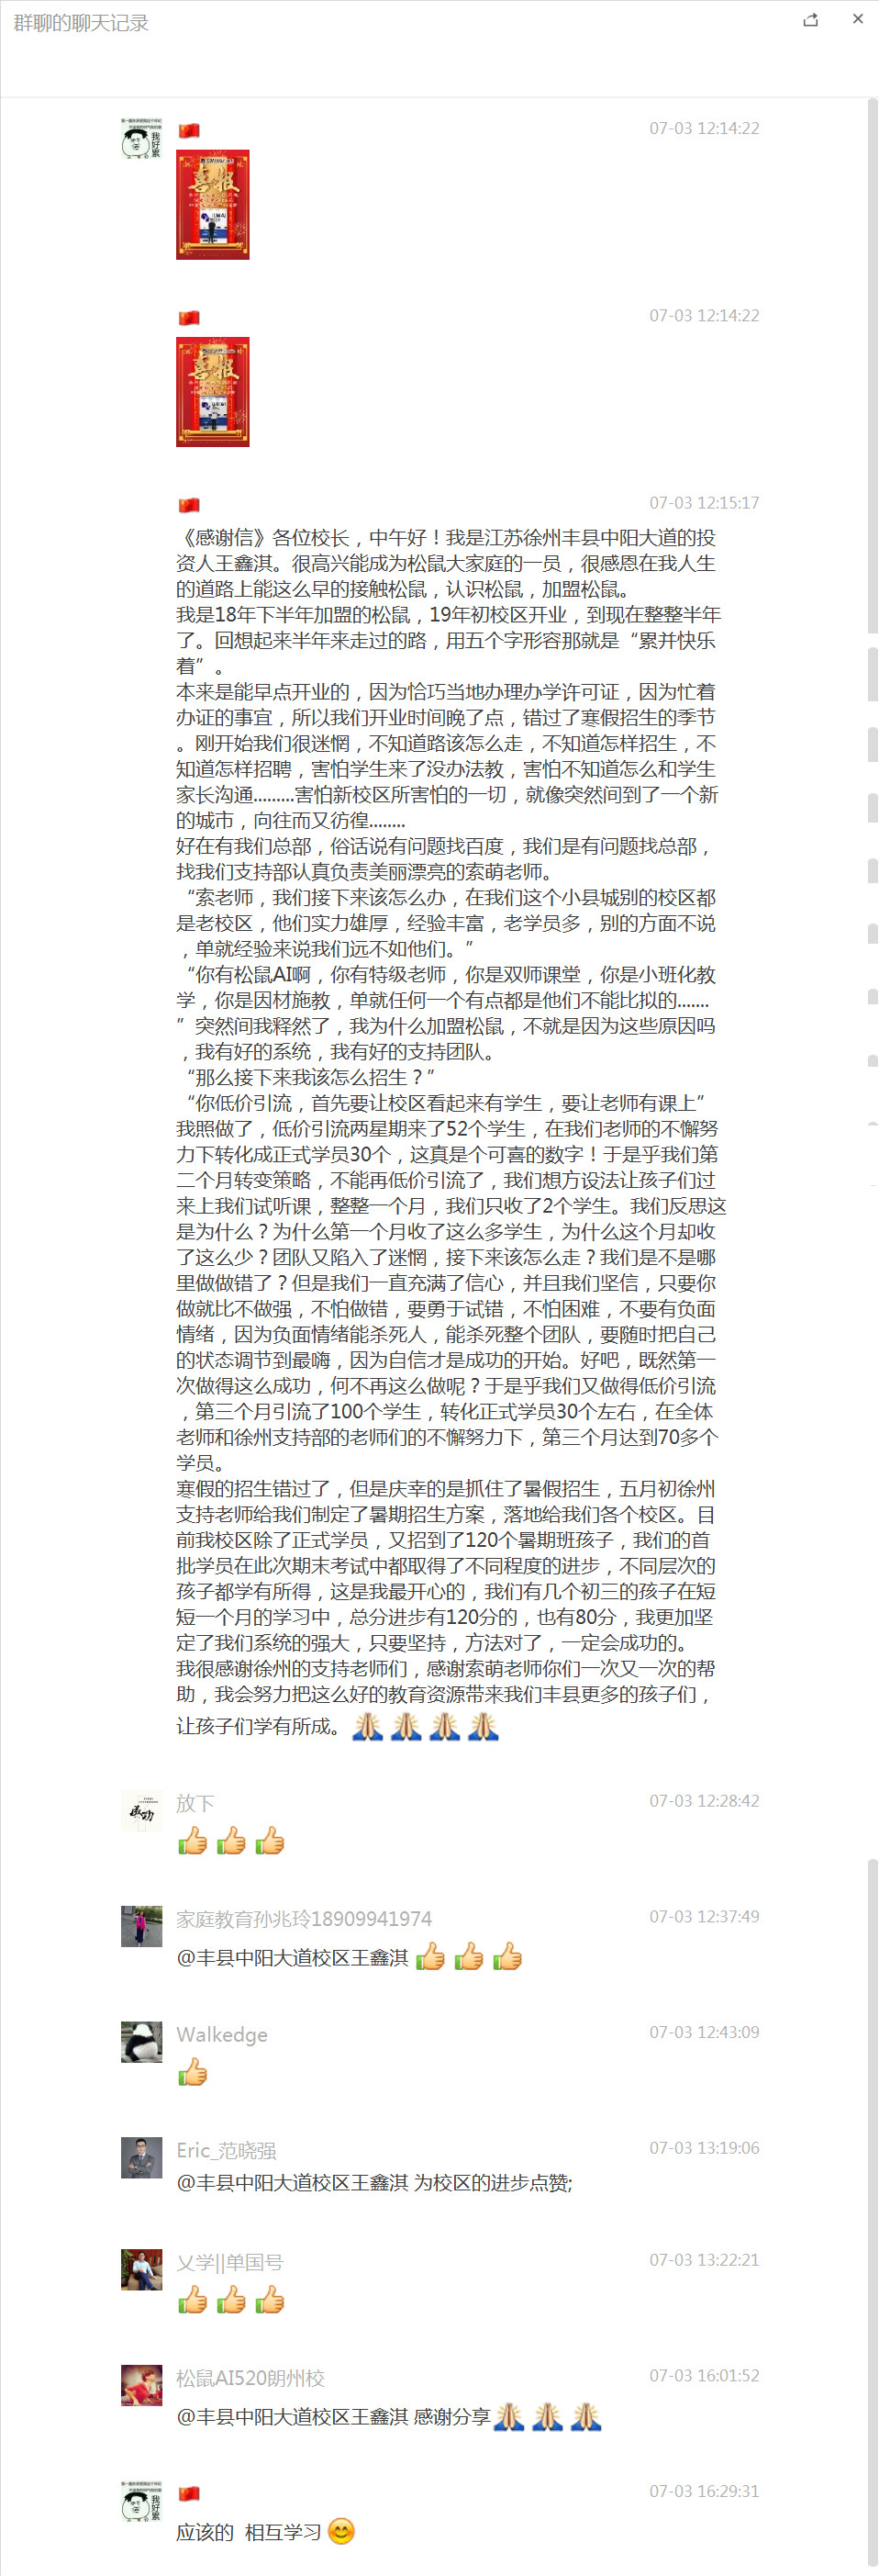 群聊的聊天记录
我好累
07-03 12:14:22
喜报
07-03 12:14:22
喜报
07-03 12:15:17
《感谢信》各位校长，中午好！我是江苏徐州丰县中阳大道的投
资人王鑫淇。很高兴能成为松鼠大家庭的一员，很感恩在我人生
的道路上能这么早的接触松鼠，认识松鼠，加盟松鼠。
我是18年下半年加盟的松鼠，19年初校区开业，到现在整整半年
了。回想起来半年来走过的路，用五个字形容那就是“累并快乐
着”。
本来是能早点开业的，因为恰巧当地办理办学许可证，因为忙着
办证的事宜，所以我们开业时间晚了点，错过了寒假招生的季节
。刚开始我们很迷惘，不知道路该怎么走，不知道怎样招生，不
知道怎样招聘，害怕学生来了没办法教，害怕不知道怎么和学生
家长沟通.........害怕新校区所害怕的一切，就像突然间到了一个新
的城市，向往而又彷徨........
好在有我们总部，俗话说有问题找百度，我们是有问题找总部，
找我们支持部认真负责美丽漂亮的索萌老师。
“索老师，我们接下来该怎么办，在我们这个小县城别的校区都
是老校区，他们实力雄厚，经验丰富，老学员多，别的方面不说
，单就经验来说我们远不如他们。”
“你有松鼠AI啊，你有特级老师，你是双师课堂，你是小班化教
学，你是因材施教，单就任何一个有点都是他们不能比拟的.......
”突然间我释然了，我为什么加盟松鼠，不就是因为这些原因吗
，我有好的系统，我有好的支持团队。
“那么接下来我该怎么招生？”
“你低价引流，首先要让校区看起来有学生，要让老师有课上”
我照做了，低价引流两星期来了52个学生，在我们老师的不懈努
力下转化成正式学员30个，这真是个可喜的数字！于是乎我们第
二个月转变策略，不能再低价引流了，我们想方设法让孩子们过
来上我们试听课，整整一个月，我们只收了2个学生。我们反思这
是为什么？为什么第一个月收了这么多学生，为什么这个月却收
了这么少？团队又陷入了迷惘，接下来该怎么走？我们是不是哪
里做做错了？但是我们一直充满了信心，并且我们坚信，只要你
做就比不做强，不怕做错，要勇于试错，不怕困难，不要有负面
情绪，因为负面情绪能杀死人，能杀死整个团队，要随时把自己
的状态调节到最嗨，因为自信才是成功的开始。好吧，既然第一
次做得这么成功，何不再这么做呢？于是乎我们又做得低价引流
，第三个月引流了100个学生，转化正式学员30个左右，在全体
老师和徐州支持部的老师们的不懈努力下，第三个月达到70多个
学员。
寒假的招生错过了，但是庆幸的是抓住了暑假招生，五月初徐州
支持老师给我们制定了暑期招生方案，落地给我们各个校区。目
前我校区除了正式学员，又招到了120个暑期班孩子，我们的首
批学员在此次期末考试中都取得了不同程度的进步，不同层次的
孩子都学有所得，这是我最开心的，我们有几个初三的孩子在短
短一个月的学习中，总分进步有120分的，也有80分，我更加坚
定了我们系统的强大，只要坚持，方法对了，一定会成功的。
我很感谢徐州的支持老师们，感谢索萌老师你们一次又一次的帮
助，我会努力把这么好的教育资源带来我们丰县更多的孩子们，
让孩子们学有所成。
放下
07-03 12:28:42
家庭教育孙兆玲18909941974
07-03 12:37:49
@丰县中阳大道校区王鑫淇
Walkedge
07-03 12:43:09
Eric_范晓强
07-03 13:19:06
@丰县中阳大道校区王鑫淇 为校区的进步点赞;
乂学||单国号
07-03 13:22:21
松鼠AI520朗州校
07-03 16:01:52
@丰县中阳大道校区王鑫淇 感谢分享
我好累
07-03 16:29:31
应该的 相互学习